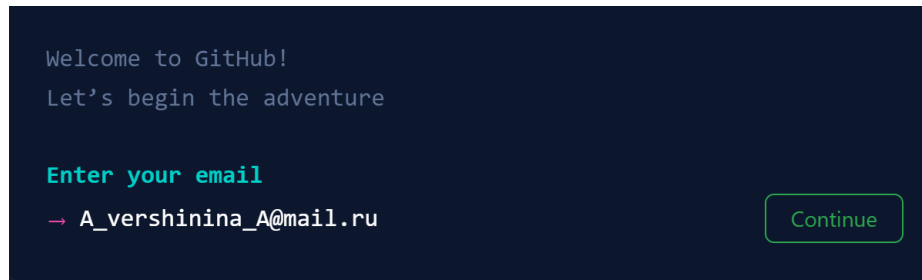 Welcome to GitHub!
Let’s begin the adventure
Enter your email
→ A_vershinina_A@mail.ru
Continue